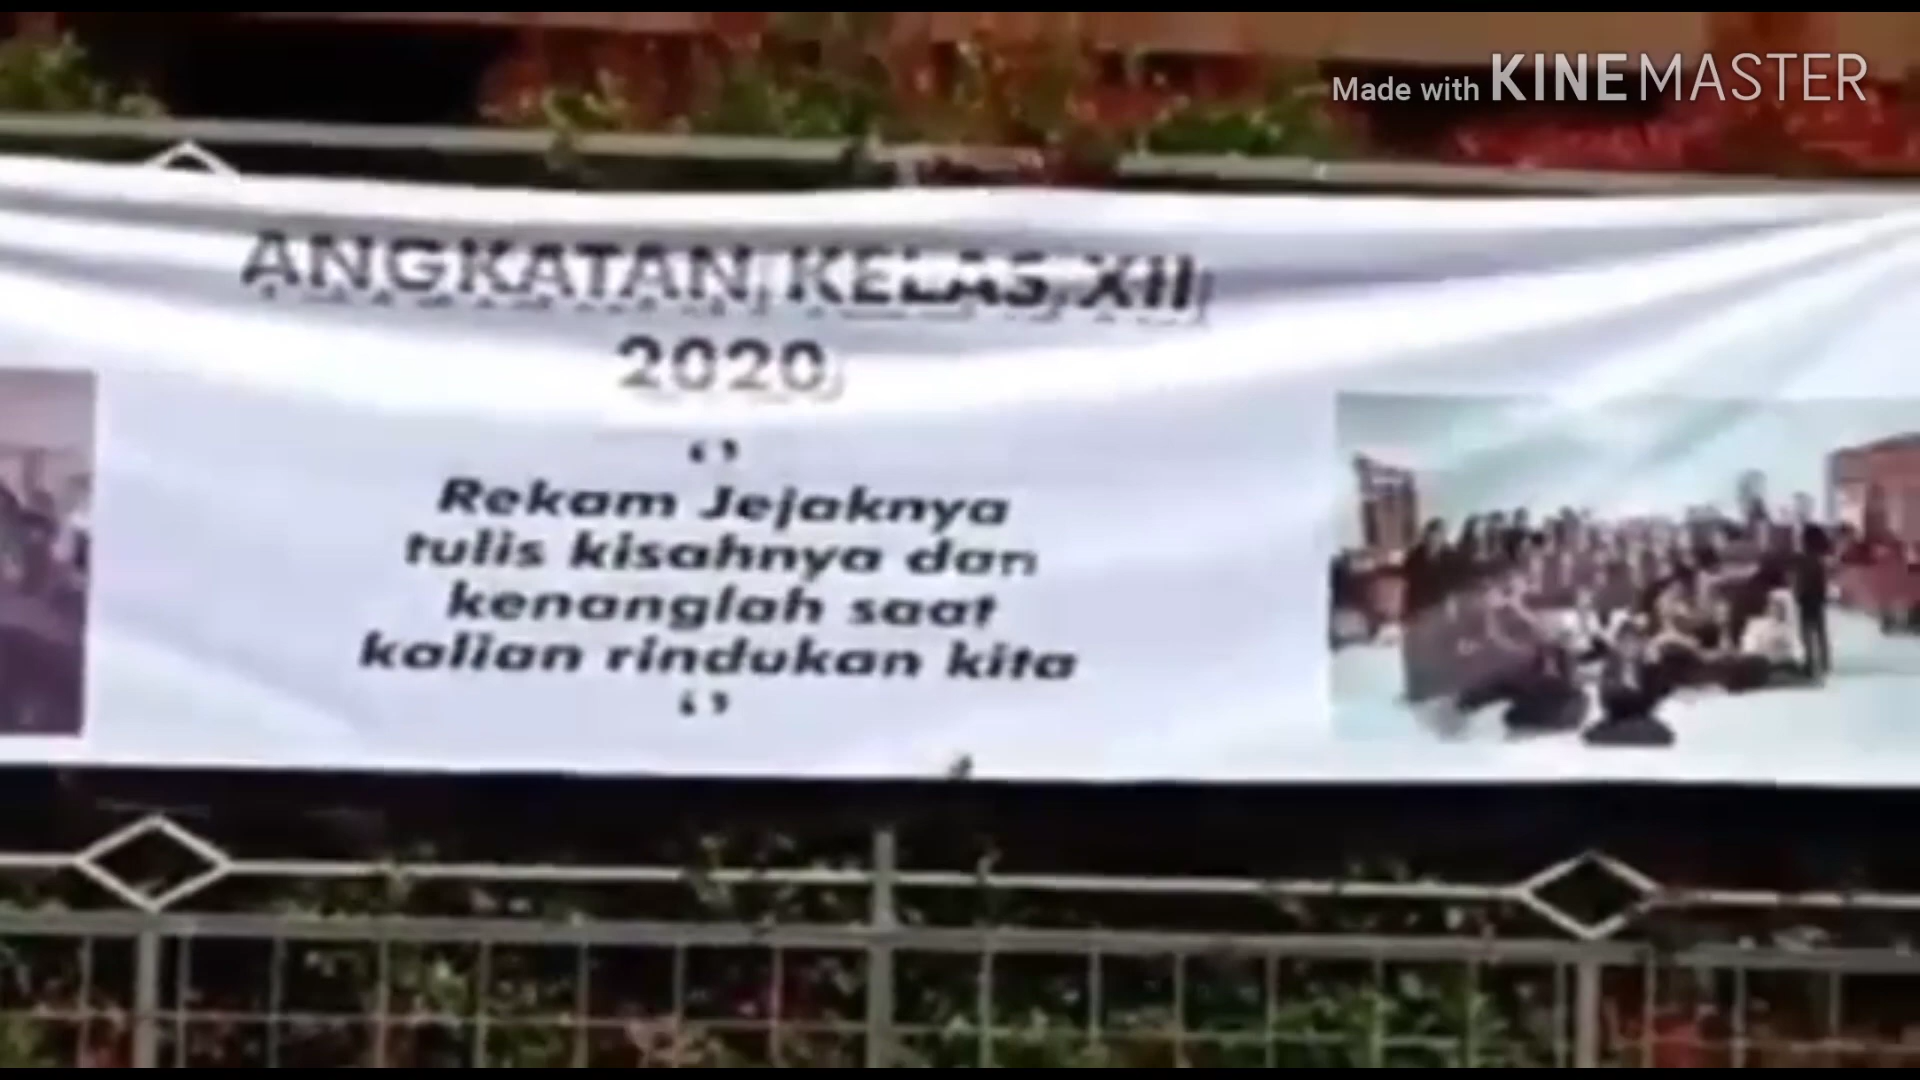 Made with KINEMASTER
ANGKATAN KELAS XII
2020
“
Rekam Jejaknya
tulis kisahnya dan
kenanglah saat
kalian rindukan kita
”